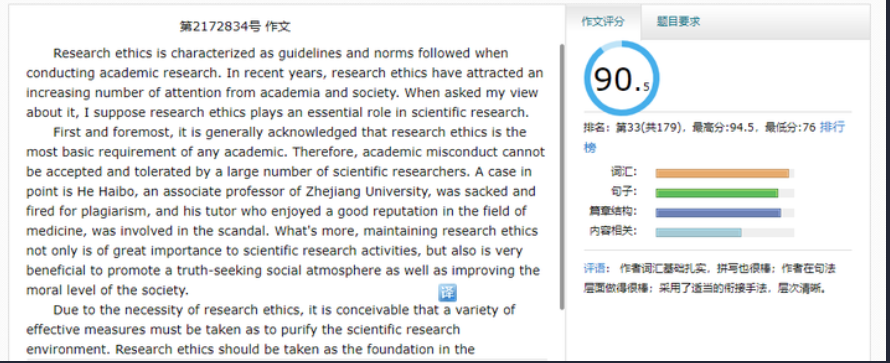 第2172834号 作文
Research ethics is characterized as guidelines and norms followed when
conducting academic research. In recent years, research ethics have attracted an
increasing number of attention from academia and society. When asked my view
about it, I suppose research ethics plays an essential role in scientific research.
First and foremost, it is generally acknowledged that research ethics is the
most basic requirement of any academic. Therefore, academic misconduct cannot
be accepted and tolerated by a large number of scientific researchers. A case in
point is He Haibo, an associate professor of Zhejiang University, was sacked and
fired for plagiarism, and his tutor who enjoyed a good reputation in the field of
medicine, was involved in the scandal. What's more, maintaining research ethics
not only is of great importance to scientific research activities, but also is very
beneficial to promote a truth-seeking social atmosphere as well as improving the
moral level of the society.
译
Due to the necessity of research ethics, it is conceivable that a variety of
effective measures must be taken as to purify the scientific research
environment. Research ethics should be taken as the foundation in the
作文评分
题目要求
90.5
排名：第33(共179)，最高分:94.5，最低分:76 排行
榜
词汇：
句子：
篇章结构：
内容相关：
评语： 作者词汇基础扎实，拼写也很棒；作者在句法
层面做得很棒；采用了适当的衔接手法，层次清晰。